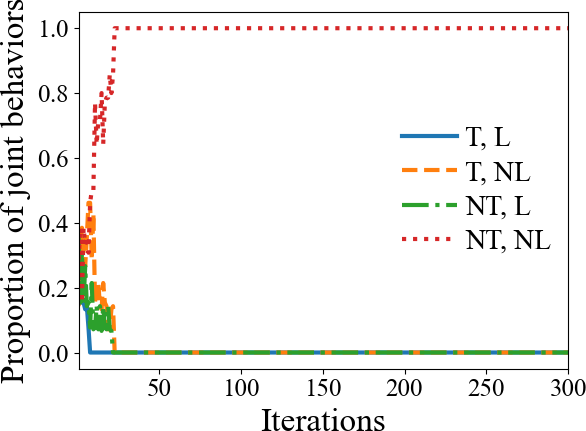 Proportion of joint behaviors
1.0
0.8
0.6
0.4
0.2
0.0
T, L
T, NL
NT, L
NT, NL
50 100 150 200 250 300
Iterations